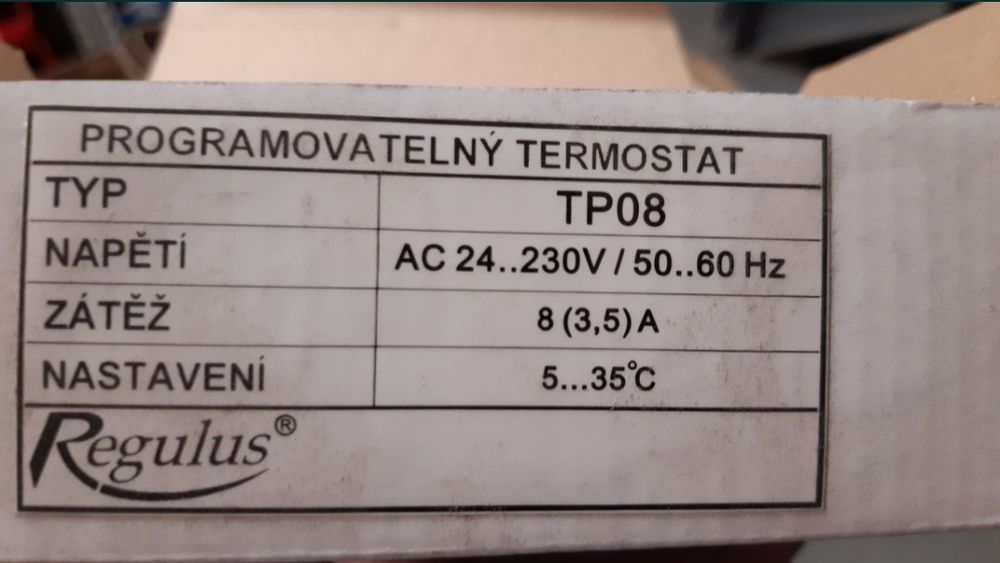 PROGRAMOVATELNÝ TERMOSTAT
TYP TP08
NAPĚTÍ AC 24..230V / 50..60 Hz
ZÁTĚŽ 8 (3,5) A
NASTAVENÍ 5...35°C
Regulus®